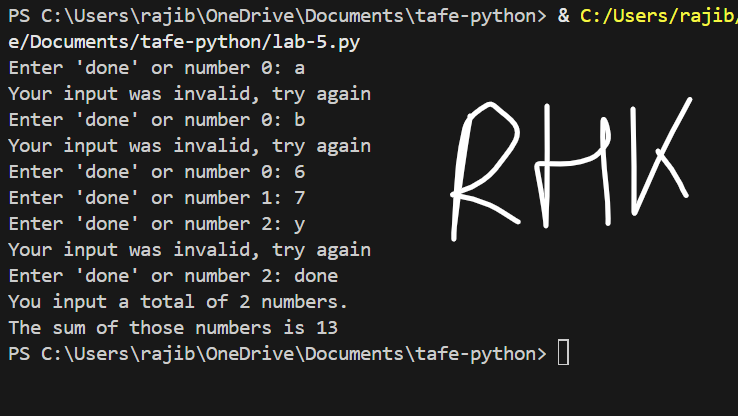 PS C:\Users\rajib\OneDrive\Documents\tafe-python> & C:/Users/rajib/
e/Documents/tafe-python/lab-5.py
Enter 'done' or number 0: a
Your input was invalid, try again
Enter 'done' or number 0: b
Your input was invalid, try again
Enter 'done' or number 0: 6
Enter 'done' or number 1: 7
Enter 'done' or number 2: y
Your input was invalid, try again
Enter 'done' or number 2: done
You input a total of 2 numbers.
The sum of those numbers is 13
PS C:\Users\rajib\OneDrive\Documents\tafe-python>
RHK